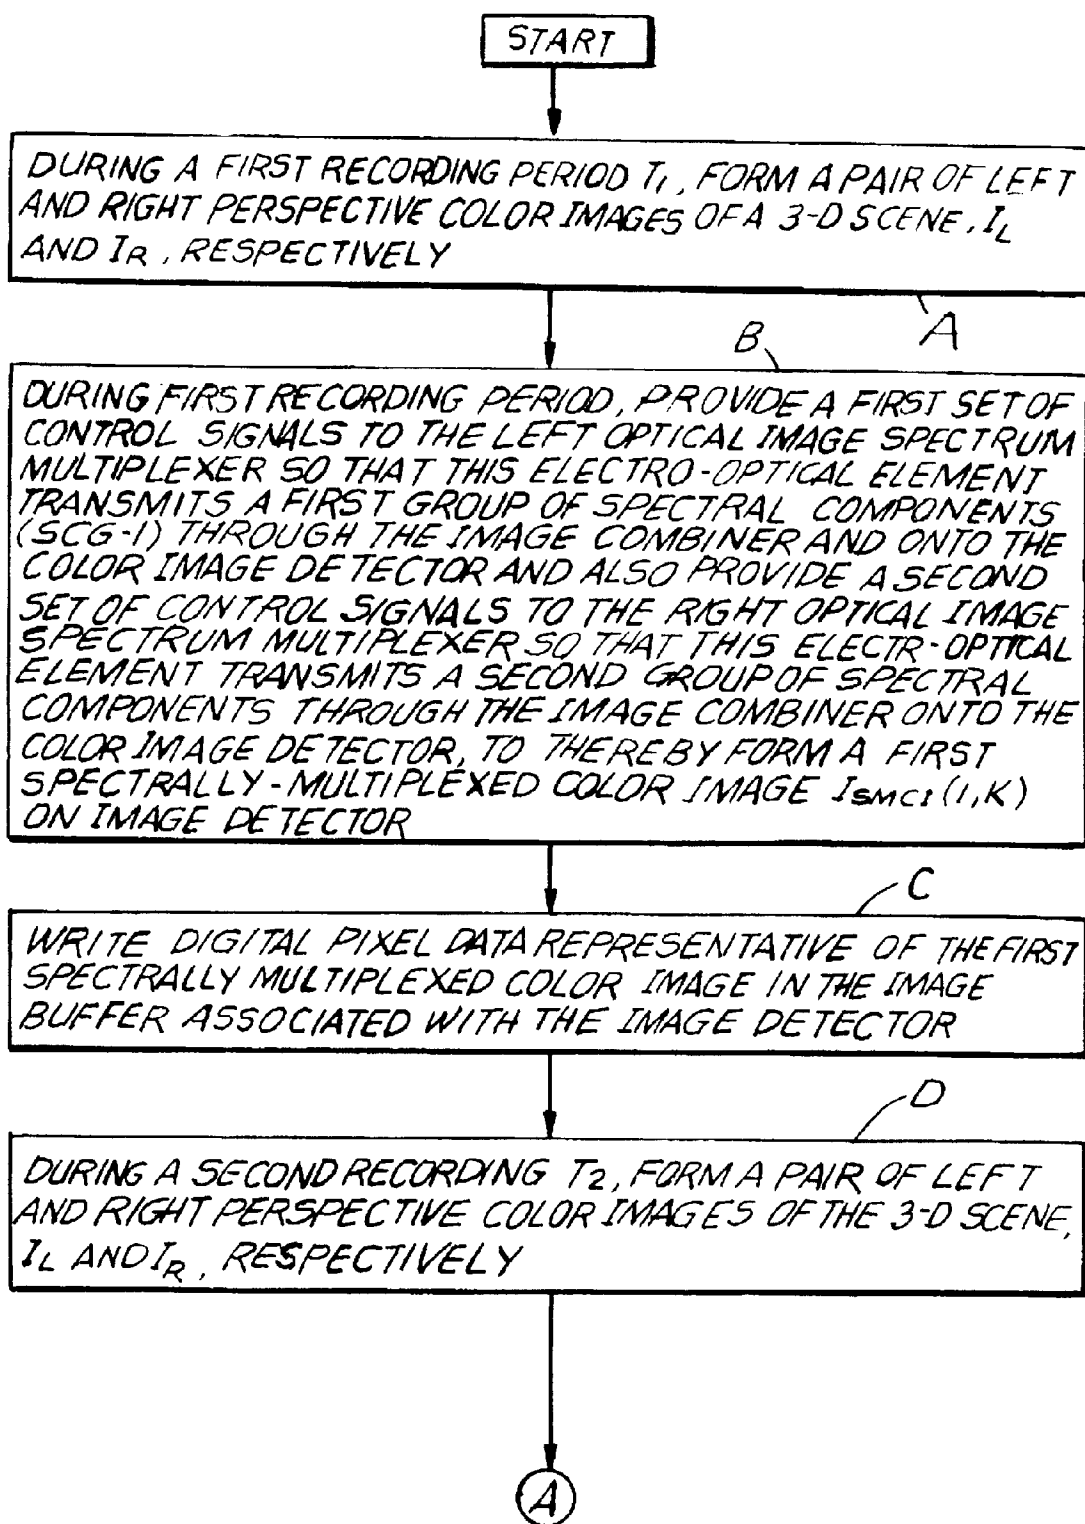 START
DURING A FIRST RECORDING PERIOD T1, FORM A PAIR OF LEFT
AND RIGHT PERSPECTIVE COLOR IMAGES OF A 3-D SCENE, IL
AND IR, RESPECTIVELY
A
B
DURING FIRST RECORDING PERIOD, PROVIDE A FIRST SET OF
CONTROL SIGNALS TO THE LEFT OPTICAL IMAGE SPECTRUM
MULTIPLEXER SO THAT THIS ELECTRO-OPTICAL ELEMENT
TRANSMITS A FIRST GROUP OF SPECTRAL COMPONENTS
(SCG-1) THROUGH THE IMAGE COMBINER AND ONTO THE
COLOR IMAGE DETECTOR AND ALSO PROVIDE A SECOND
SET OF CONTROL SIGNALS TO THE RIGHT OPTICAL IMAGE
SPECTRUM MULTIPLEXER SO THAT THIS ELECTR-OPTICAL
ELEMENT TRANSMITS A SECOND GROUP OF SPECTRAL
COMPONENTS THROUGH THE IMAGE COMBINER ONTO THE
COLOR IMAGE DETECTOR, TO THEREBY FORM A FIRST
SPECTRALLY-MULTIPLEXED COLOR IMAGE ISMCI (1,K)
ON IMAGE DETECTOR
C
WRITE DIGITAL PIXEL DATA REPRESENTATIVE OF THE FIRST
SPECTRALLY MULTIPLEXED COLOR IMAGE IN THE IMAGE
BUFFER ASSOCIATED WITH THE IMAGE DETECTOR
D
DURING A SECOND RECORDING T2, FORM A PAIR OF LEFT
AND RIGHT PERSPECTIVE COLOR IMAGES OF THE 3-D SCENE,
IL AND IR, RESPECTIVELY
A